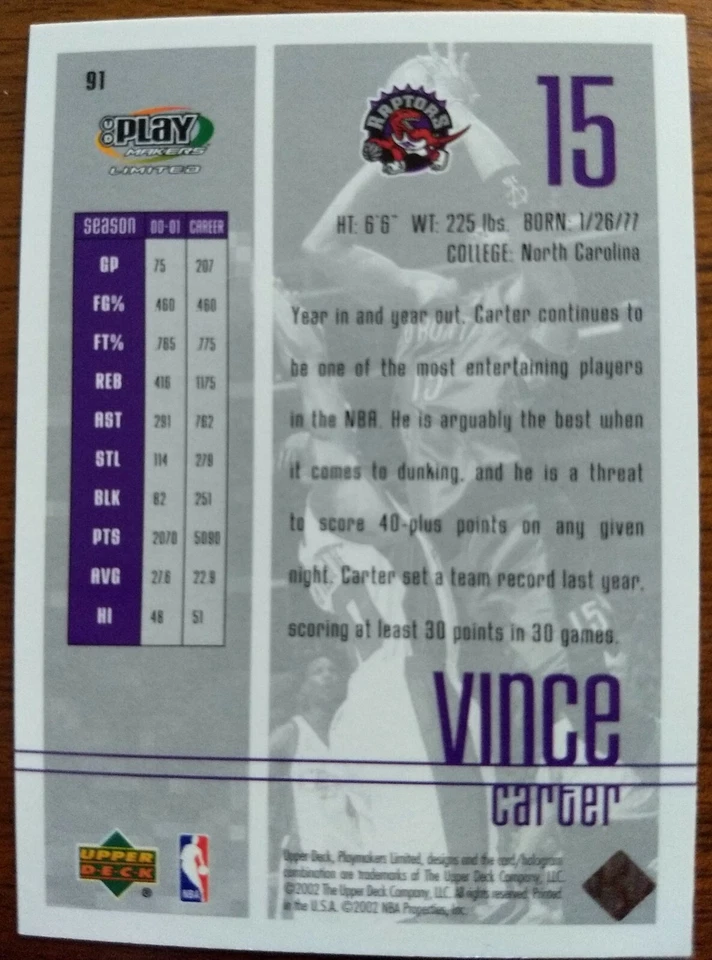 91
UD PLAY
MAKERS
LIMITED
RAPTORS
15
HT: 6'6" WT: 225 lbs. BORN: 1/26/77
COLLEGE: North Carolina
season 00-01 CAREER
GP 75 207
FG% .460 .460
FT% .765 .775
REB 416 1175
AST 291 762
STL 114 279
BLK 82 251
PTS 2070
AVG 27.6 22.9
HI 48 51
Year in and year out, Carter continues to
be one of the most entertaining players
in the NBA. He is arguably the best when
it comes to dunking, and he is a threat
to score 40-plus points on any given
night. Carter set a team record last year,
scoring at least 30 points in 30 games.
15
15
vince
carter
UPPER
DECK
®
NBA
Upper Deck, Playmakers Limited, designs and the card/hologram
combination are trademarks of The Upper Deck Company, LLC.
©2002 The Upper Deck Company, LLC. All rights reserved. Printed
in the U.S.A. ©2002 NBA Properties, Inc.